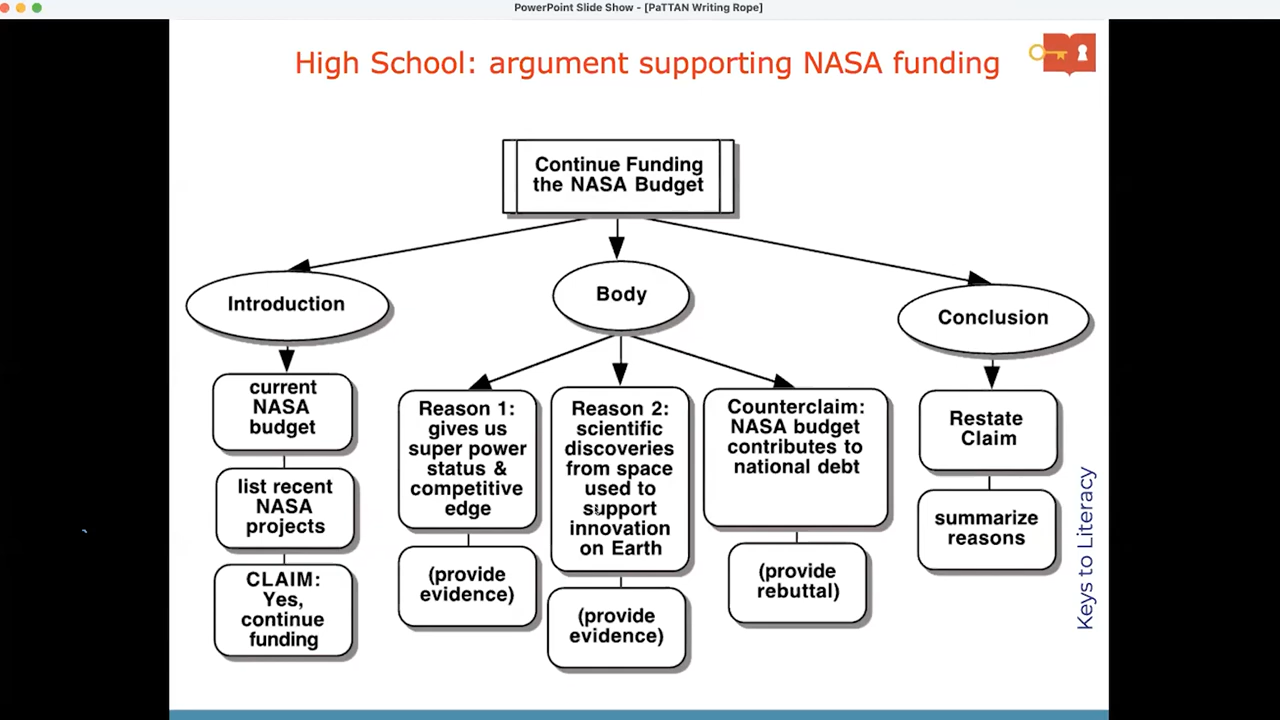 PowerPoint Slide Show - [PaTTAN Writing Rope]
High School: argument supporting NASA funding
Continue Funding
the NASA Budget
Introduction
current
NASA
budget
list recent
NASA
projects
CLAIM:
Yes,
continue
funding
Body
Reason 1:
gives us
super power
status &
competitive
edge
(provide
evidence)
Reason 2:
scientific
discoveries
from space
used to
support
innovation
on Earth
(provide
evidence)
Counterclaim:
NASA budget
contributes to
national debt
(provide
rebuttal)
Conclusion
Restate
Claim
summarize
reasons
Keys to Literacy